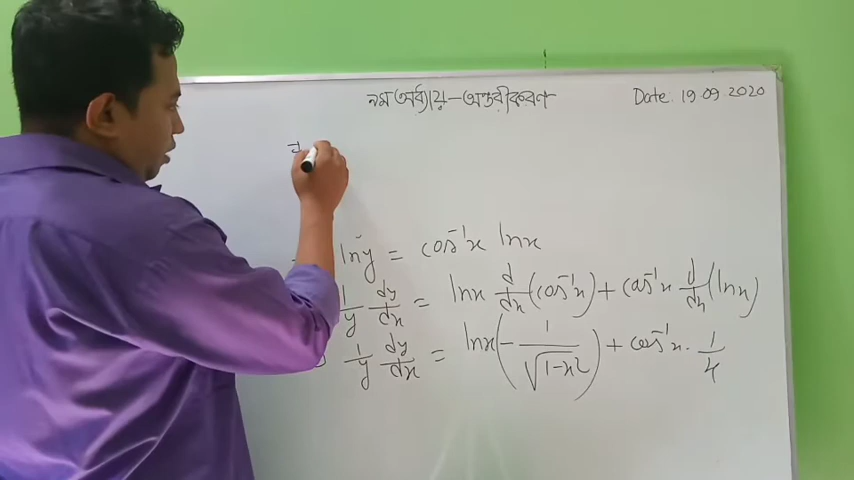 নবম অধ্যায় – অন্তরীকরণ Date. 19.09.2020
lny = cos⁻¹x lnx
1/y dy/dx = lnx d/dx (cos⁻¹x) + cos⁻¹x d/dx (lnx)
1/y dy/dx = lnx (- 1/√1-x2) + cos⁻¹x. 1/4